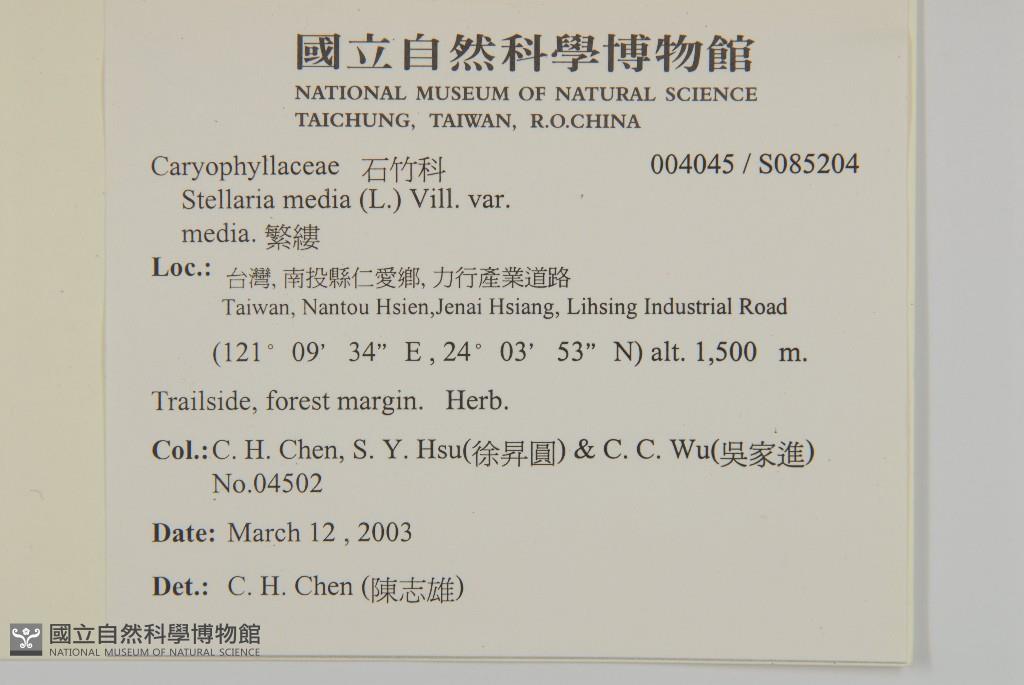 國立自然科學博物館
NATIONAL MUSEUM OF NATURAL SCIENCE
TAICHUNG, TAIWAN, R.O.CHINA
Caryophyllaceae 石竹科 004045 / S085204
Stellaria media (L.) Vill. var.
media. 繁縷
Loc.: 台灣, 南投縣仁愛鄉, 力行產業道路
Taiwan, Nantou Hsien,Jenai Hsiang, Lihsing Industrial Road
(121° 09’ 34” E , 24° 03’ 53” N) alt. 1,500 m.
Trailside, forest margin. Herb.
Col.: C. H. Chen, S. Y. Hsu(徐昇圓) & C. C. Wu(吳家進)
No.04502
Date: March 12 , 2003
Det.: C. H. Chen (陳志雄)
國立自然科學博物館
NATIONAL MUSEUM OF NATURAL SCIENCE